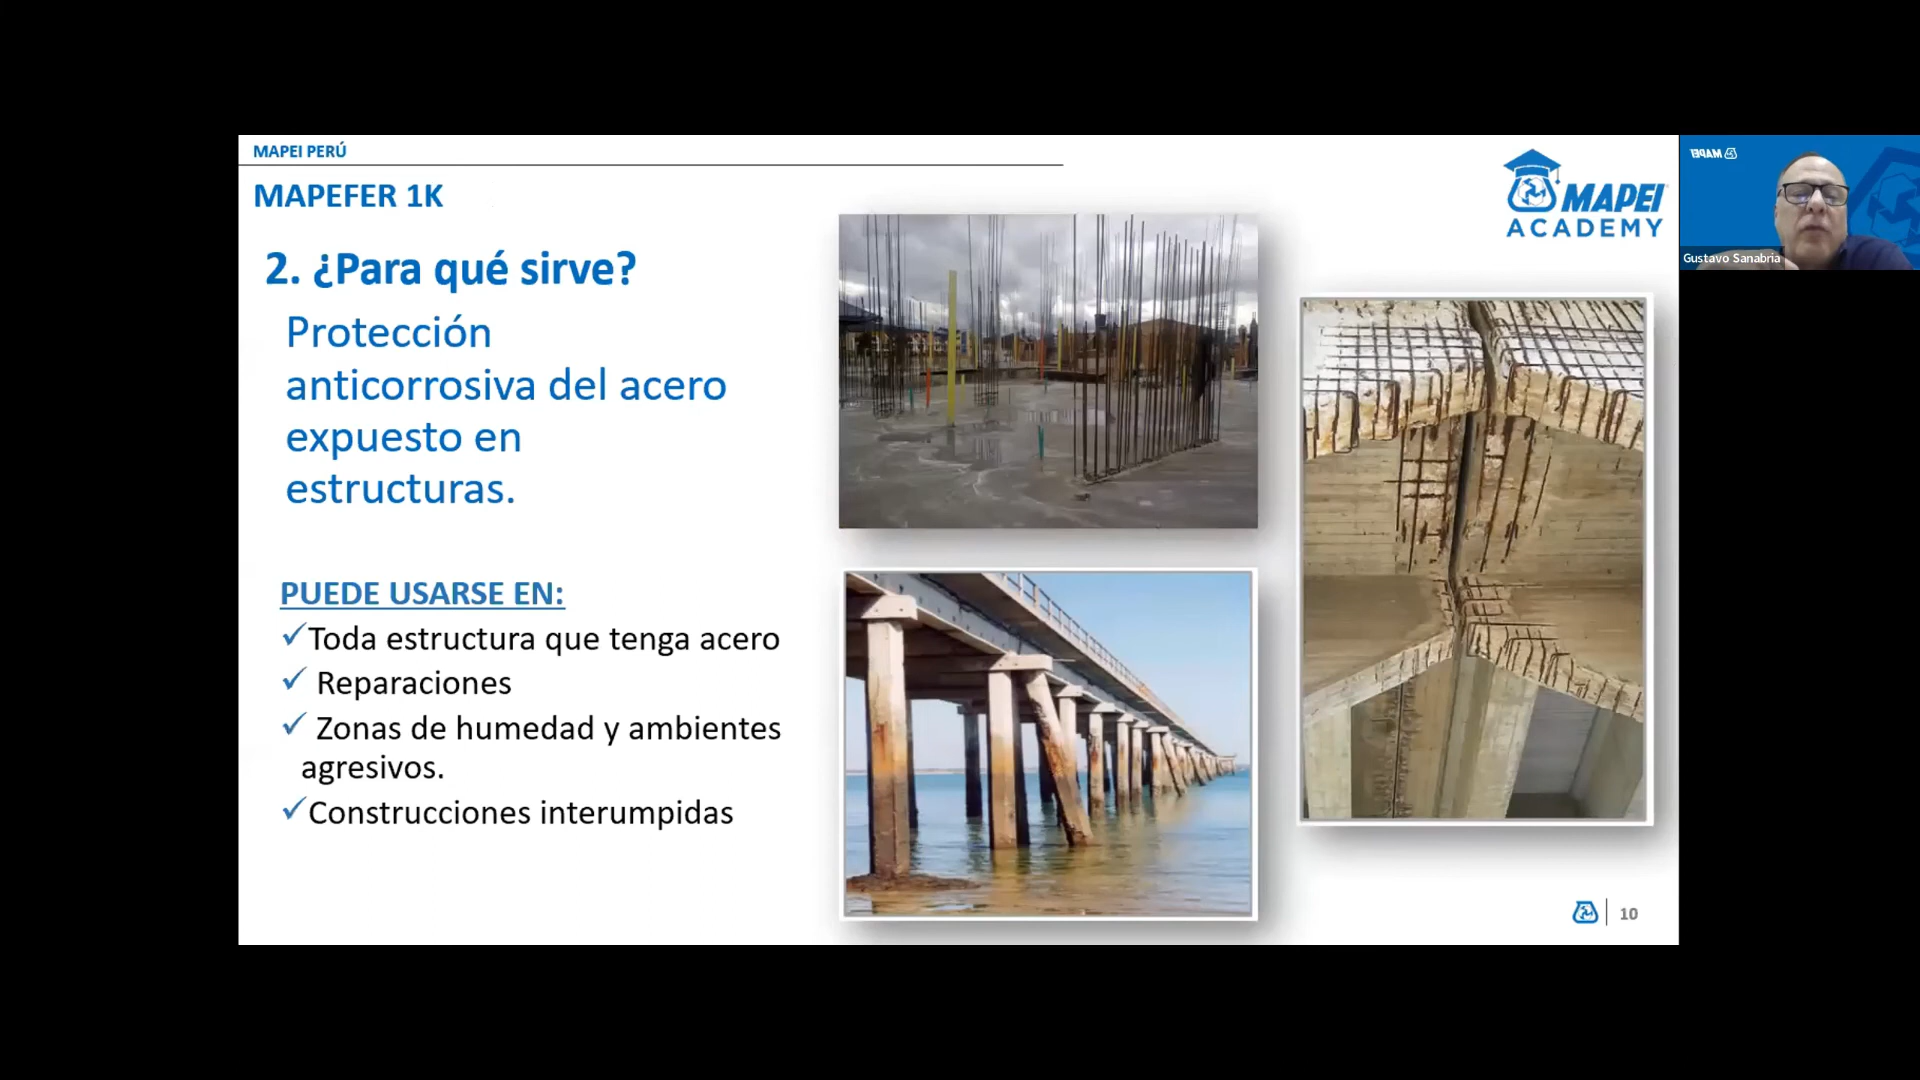 MAPEI PERÚ
MAPEFER 1K
2. ¿Para qué sirve?
Protección
anticorrosiva del acero
expuesto en
estructuras.
PUEDE USARSE EN:
✓Toda estructura que tenga acero
✓ Reparaciones
✓ Zonas de humedad y ambientes
agresivos.
✓Construcciones interumpidas
MAPEI
ACADEMY
10
MAPEI
Gustavo Sanabria